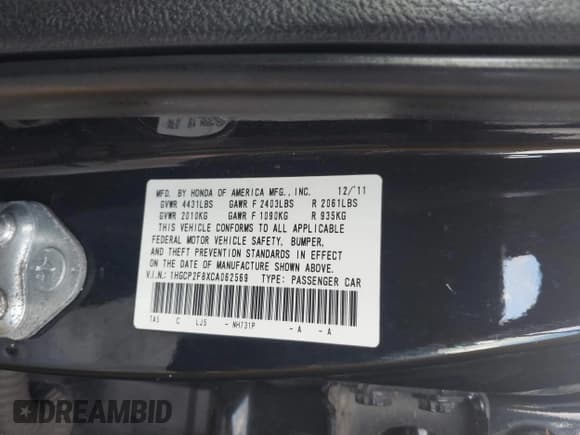 MFD. BY HONDA OF AMERICA MFG., INC. 12/'11
GVWR 4431LBS GAWR F 2403LBS R 2061LBS
GVWR 2010KG GAWR F 1090KG R 935KG
THIS VEHICLE CONFORMS TO ALL APPLICABLE
FEDERAL MOTOR VEHICLE SAFETY, BUMPER,
AND THEFT PREVENTION STANDARDS IN EFFECT
ON THE DATE OF MANUFACTURE SHOWN ABOVE.
V.I.N.: 1HGCP2F8XCA062569 TYPE: PASSENGER CAR
TA5 C LJ5 - NH731P - A - A
DREAMBID